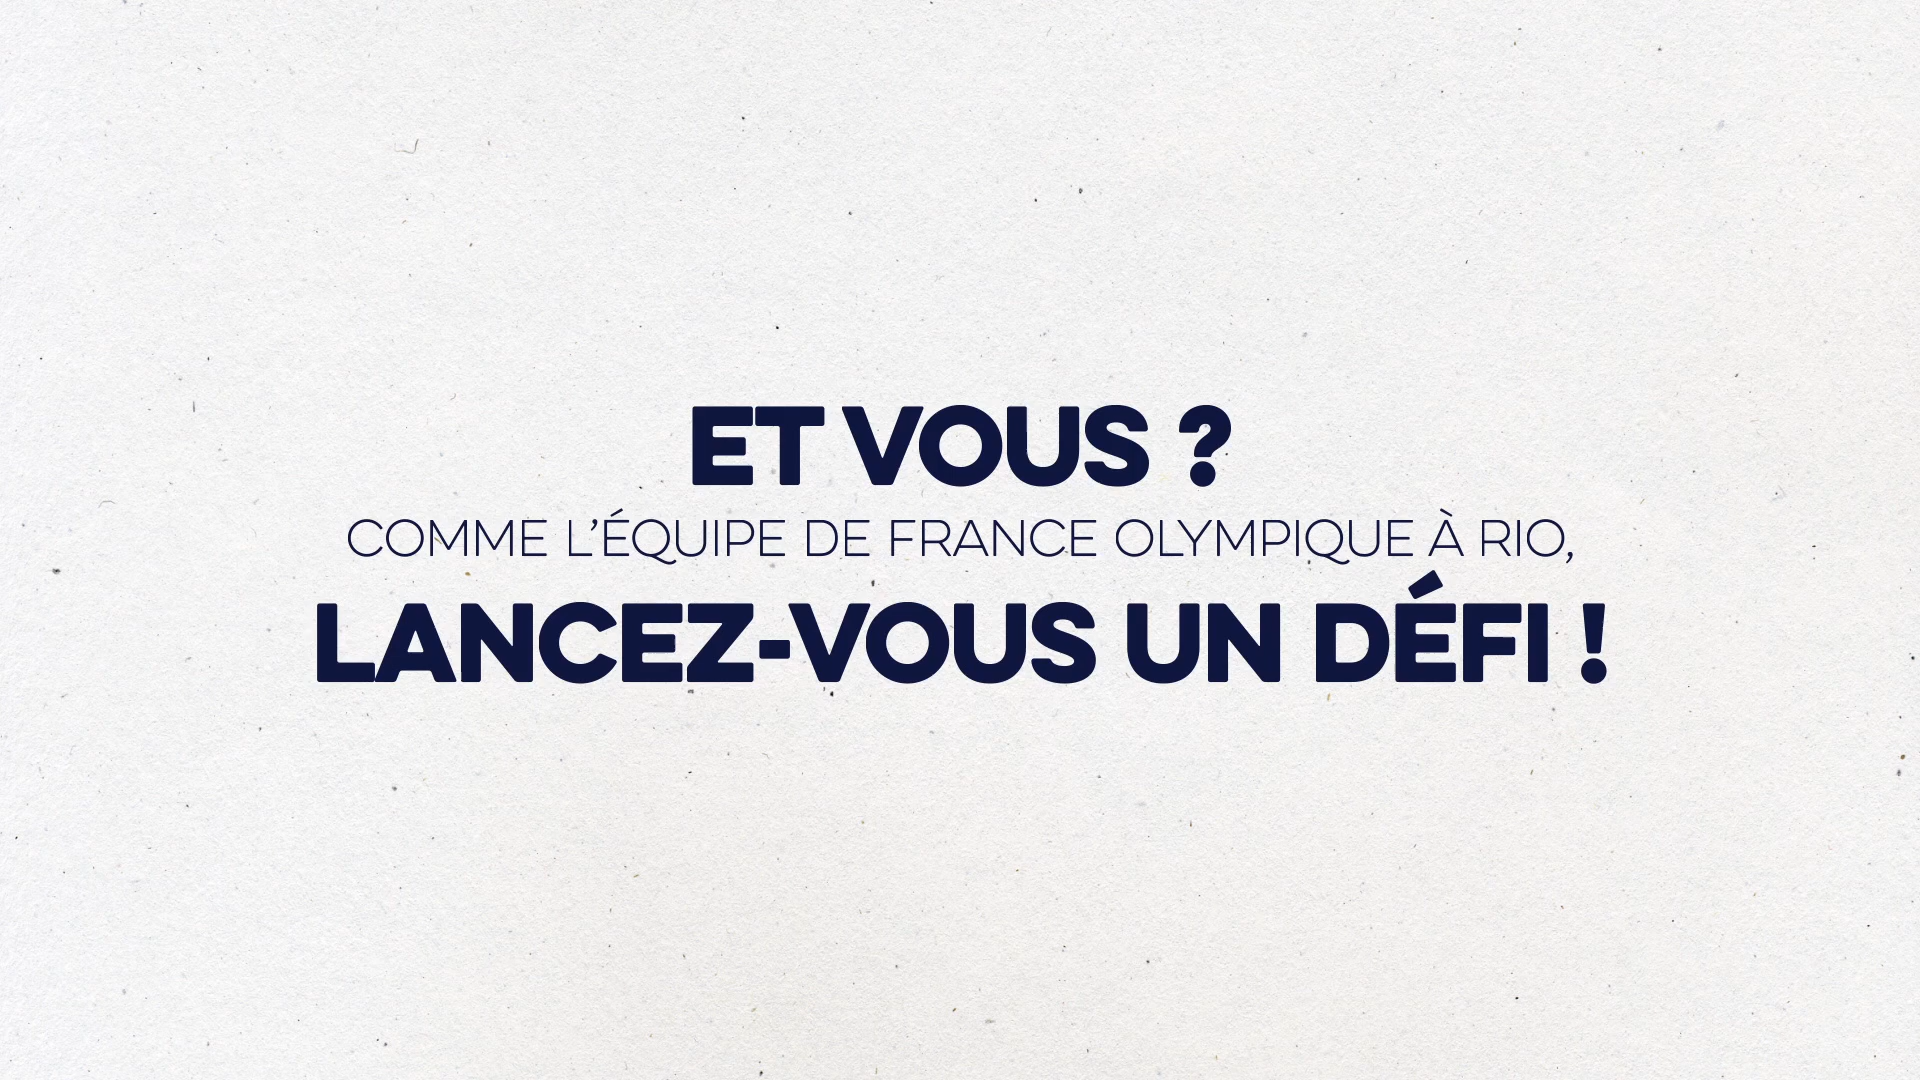 ET VOUS ?
COMME L’ÉQUIPE DE FRANCE OLYMPIQUE À RIO,
LANCEZ-VOUS UN DÉFI !